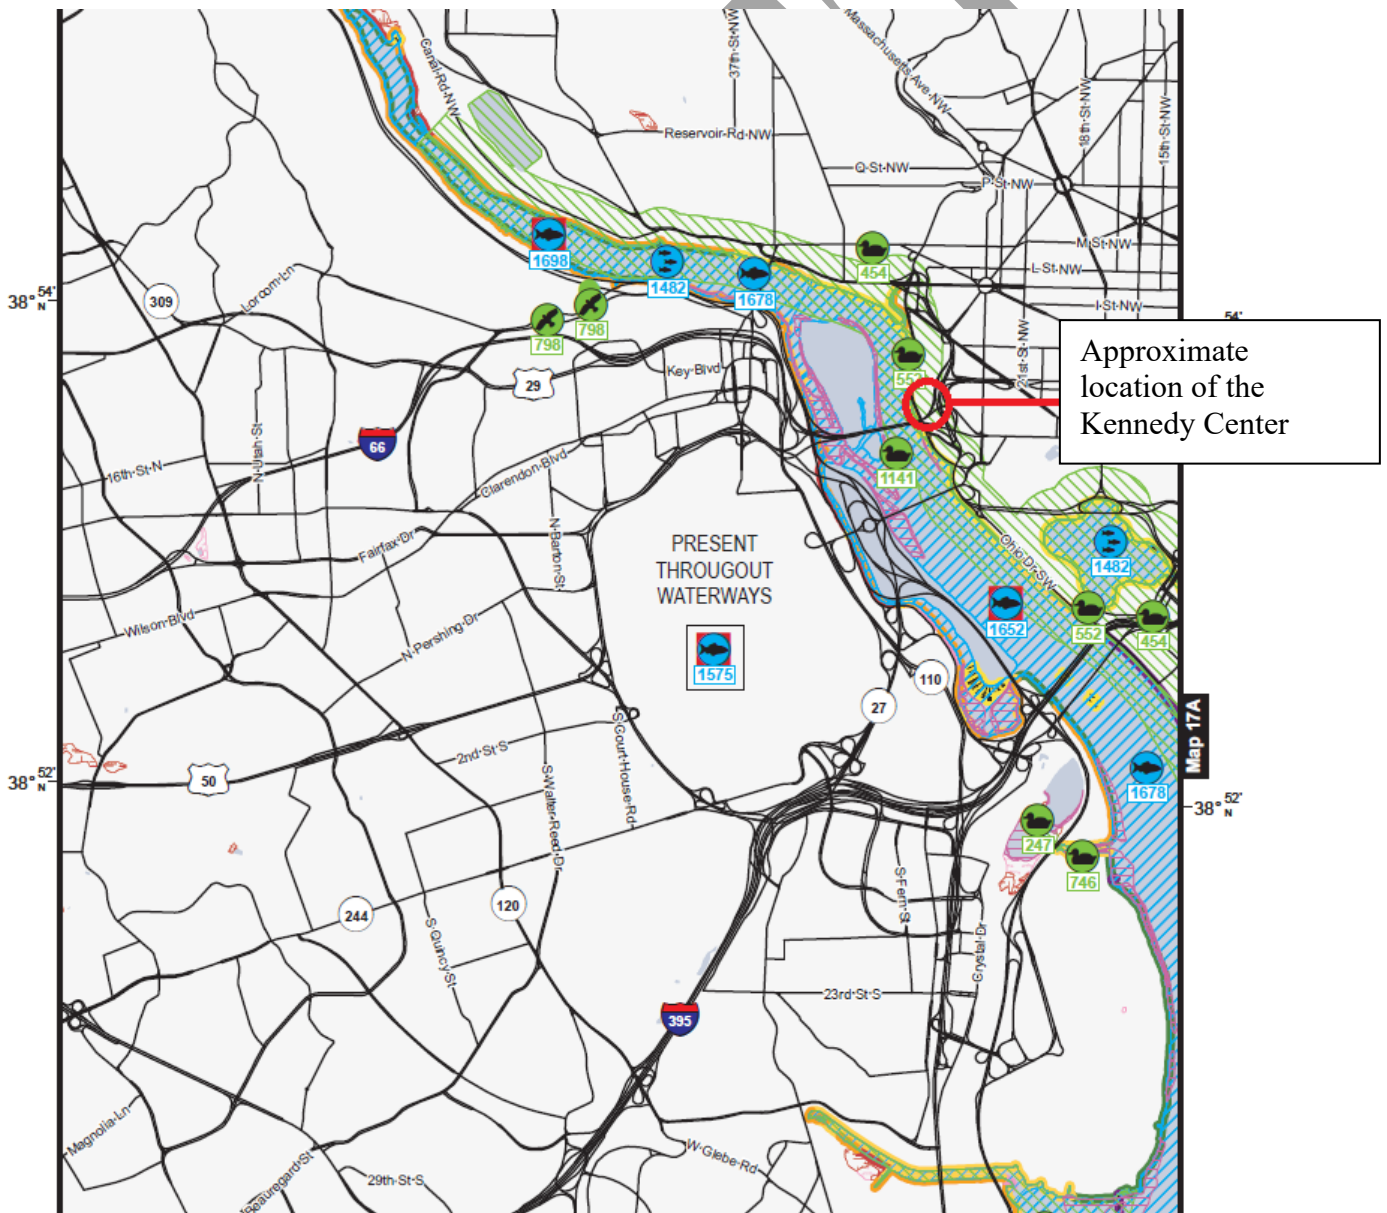 Canal Rd NW
37th St NW
Massachusetts Ave NW
18th St NW
15th St NW
Reservoir Rd NW
Q St NW
P St NW
M St NW
L St NW
I St NW
21st St NW
454
1698
1482
1678
38° 54' N
309
Lorcom Ln
798
798
54'
Approximate
location of the
Kennedy Center
552
29
Key Blvd
66
N Utah St
16th St N
Clarendon Blvd
1141
N Barton St
Fairfax Dr
PRESENT
THROUGOUT
WATERWAYS
1575
Ohio Dr SW
1482
1652
552
454
Wilson Blvd
N Pershing Dr
110
27
Map 17A
2nd St S
S Court House Rd
S Walter Reed Dr
50
38° 52' N
1678
38° 52' N
247
746
S Fern St
Crystal Dr
244
120
S Quincy St
23rd St S
395
Magnolia Ln
W Glebe Rd
Beauregard St
29th St S